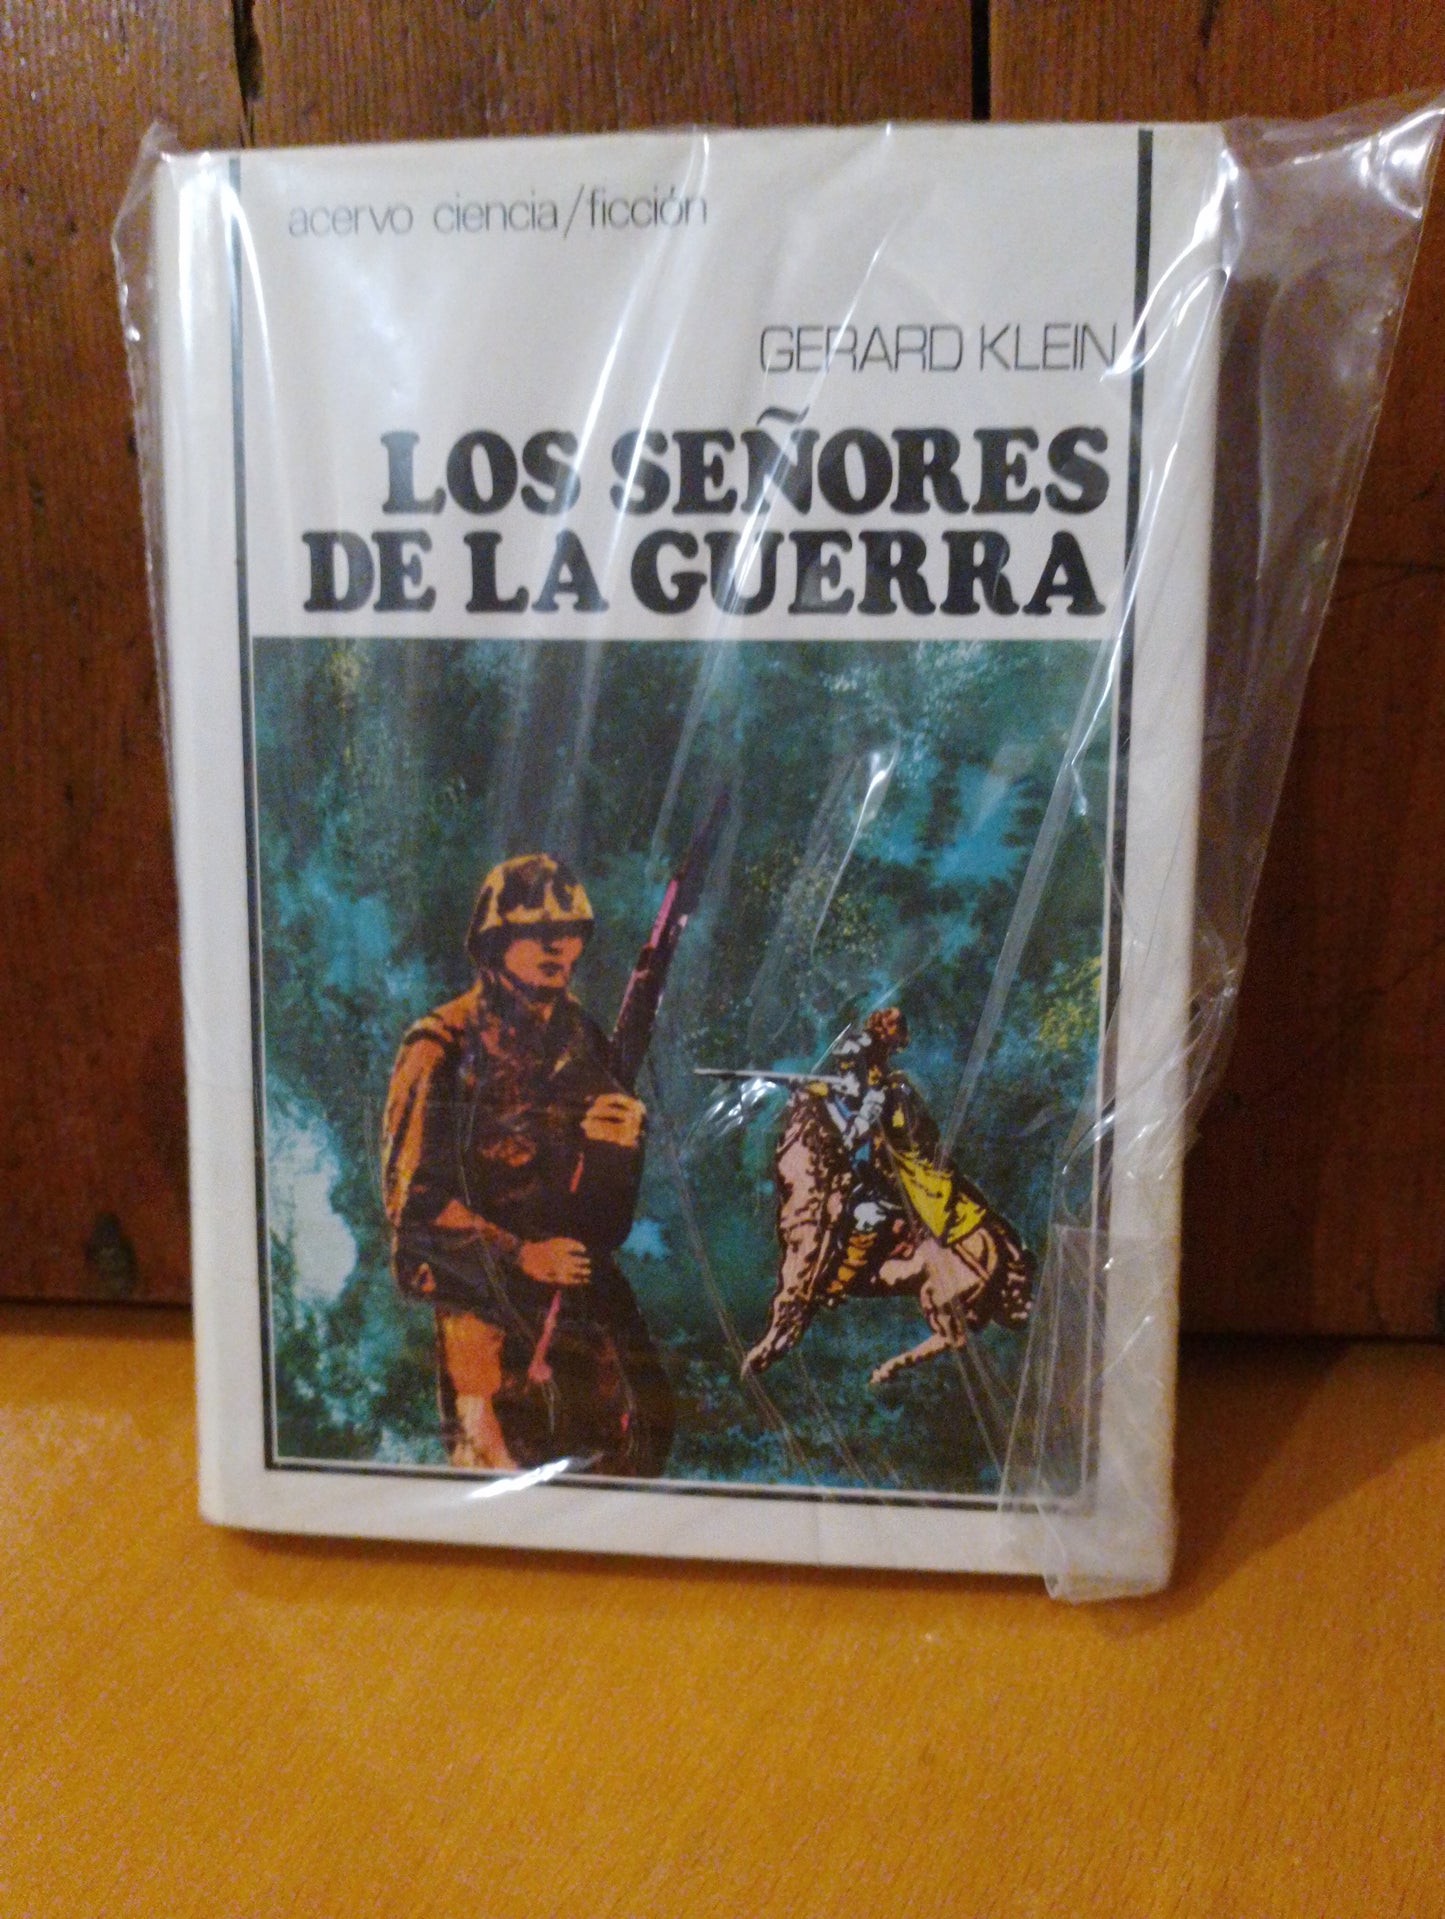 acervo ciencia/ficción
GERARD KLEIN
LOS SEÑORES
DE LA GUERRA